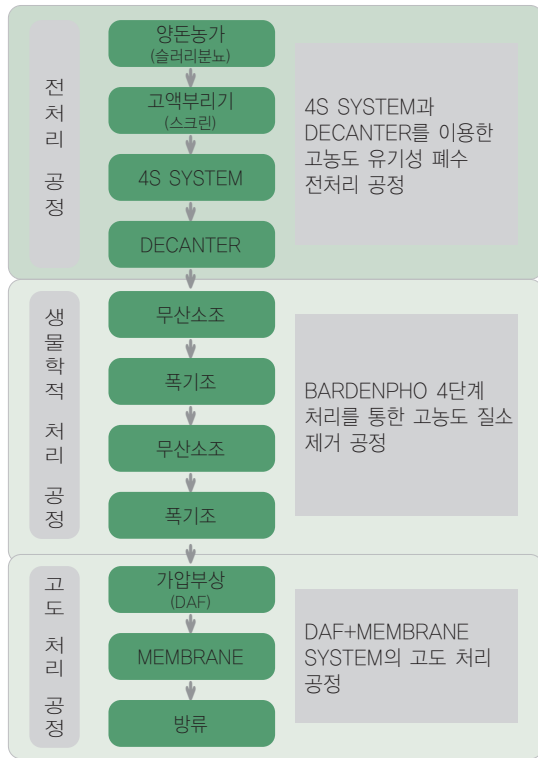 전처리 공정
양돈농가
(슬러리분뇨)
고액부리기
(스크린)
4S SYSTEM
DECANTER
4S SYSTEM과
DECANTER를 이용한
고농도 유기성 폐수
전처리 공정
생물학적 처리 공정
무산소조
폭기조
무산소조
폭기조
BARDENPHO 4단계
처리를 통한 고농도 질소
제거 공정
고도 처리 공정
가압부상
(DAF)
MEMBRANE
방류
DAF+MEMBRANE
SYSTEM의 고도 처리
공정